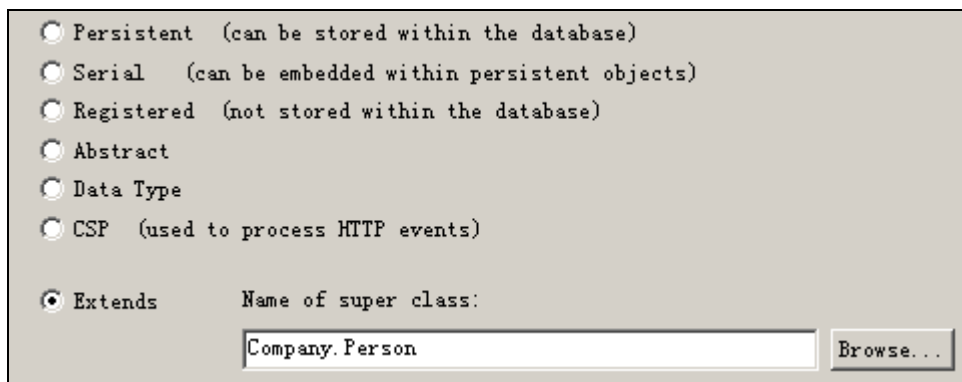 Persistent (can be stored within the database)
Serial (can be embedded within persistent objects)
Registered (not stored within the database)
Abstract
Data Type
CSP (used to process HTTP events)
Extends Name of super class:
Company.Person Browse...